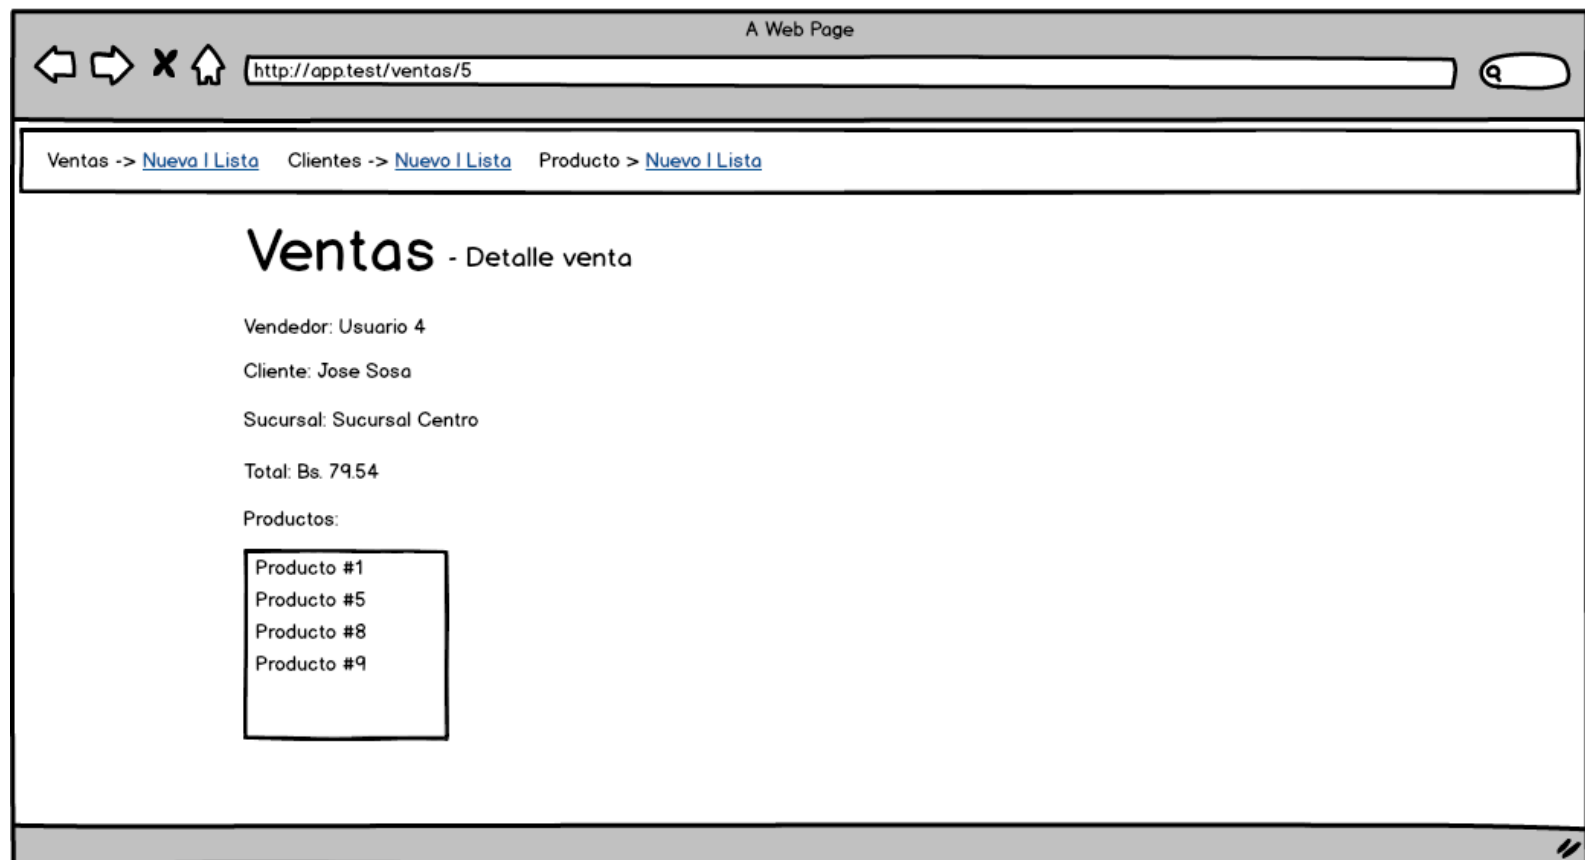 A Web Page
http://app.test/ventas/5
Ventas -> Nueva | Lista Clientes -> Nuevo | Lista Producto > Nuevo | Lista
Ventas - Detalle venta
Vendedor: Usuario 4
Cliente: Jose Sosa
Sucursal: Sucursal Centro
Total: Bs. 79.54
Productos:
Producto #1
Producto #5
Producto #8
Producto #9